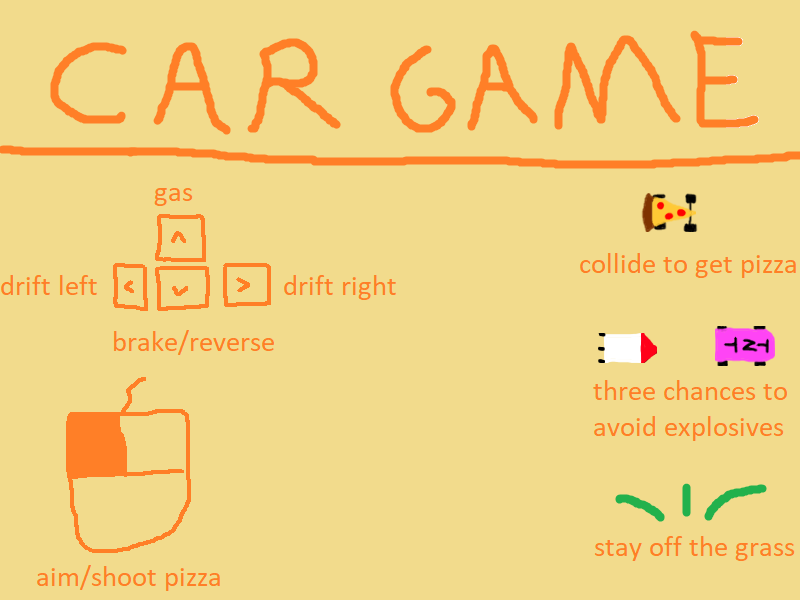 CAR GAME
gas
^
drift left < ⌄ > drift right
brake/reverse
aim/shoot pizza
collide to get pizza
TNT
three chances to
avoid explosives
stay off the grass